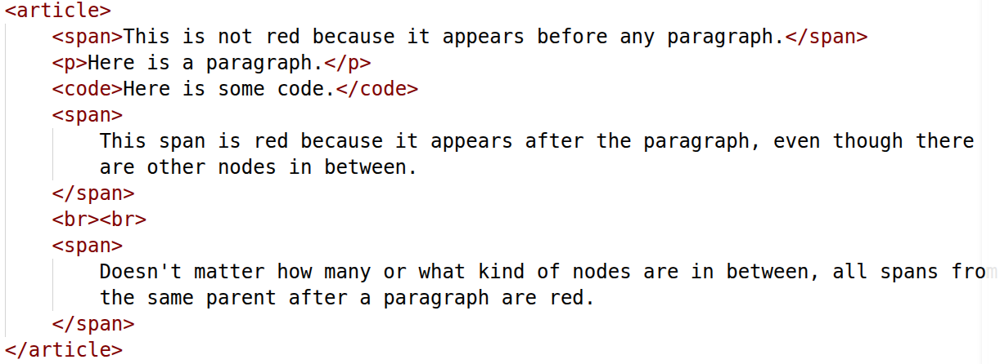 <article>
<span>This is not red because it appears before any paragraph.</span>
<p>Here is a paragraph.</p>
<code>Here is some code.</code>
<span>
This span is red because it appears after the paragraph, even though there
are other nodes in between.
</span>
<br><br>
<span>
Doesn't matter how many or what kind of nodes are in between, all spans from
the same parent after a paragraph are red.
</span>
</article>